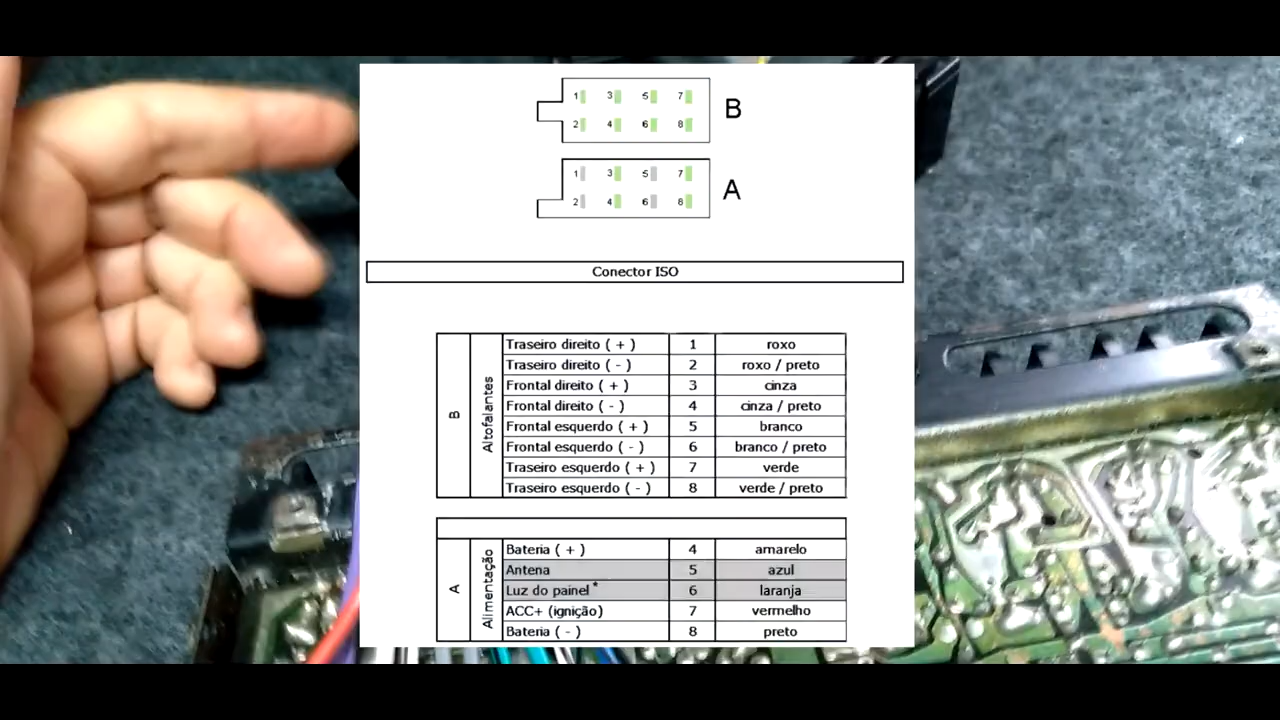 1 3 5 7
B
2 4 6 8
1 3 5 7
A
2 4 6 8
Conector ISO
B
Altofalantes
Traseiro direito ( + ) 1 roxo
Traseiro direito ( - ) 2 roxo / preto
Frontal direito ( + ) 3 cinza
Frontal direito ( - ) 4 cinza / preto
Frontal esquerdo ( + ) 5 branco
Frontal esquerdo ( - ) 6 branco / preto
Traseiro esquerdo ( + ) 7 verde
Traseiro esquerdo ( - ) 8 verde / preto
A
Alimentação
Bateria ( + ) 4 amarelo
Antena 5 azul
Luz do painel* 6 laranja
ACC+ (ignição) 7 vermelho
Bateria ( - ) 8 preto